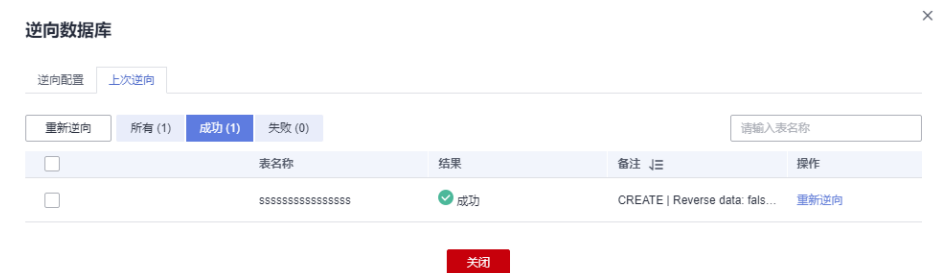 逆向数据库
逆向配置 上次逆向
重新逆向 所有 (1) 成功 (1) 失败 (0) 请输入表名称
表名称 结果 备注 操作
ssssssssssssssss 成功 CREATE | Reverse data: fals... 重新逆向
关闭